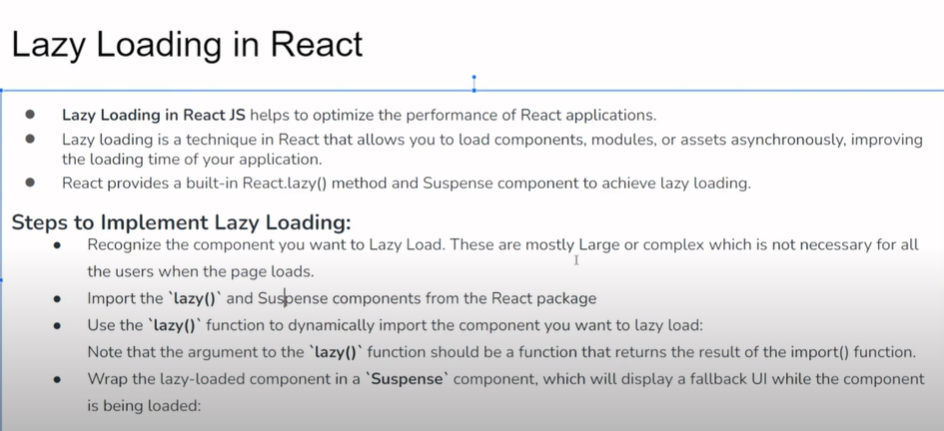 Lazy Loading in React
● Lazy Loading in React JS helps to optimize the performance of React applications.
● Lazy loading is a technique in React that allows you to load components, modules, or assets asynchronously, improving
the loading time of your application.
● React provides a built-in React.lazy() method and Suspense component to achieve lazy loading.
Steps to Implement Lazy Loading:
● Recognize the component you want to Lazy Load. These are mostly Large or complex which is not necessary for all
the users when the page loads.
● Import the `lazy()` and Suspense components from the React package
● Use the `lazy()` function to dynamically import the component you want to lazy load:
Note that the argument to the `lazy()` function should be a function that returns the result of the import() function.
● Wrap the lazy-loaded component in a `Suspense` component, which will display a fallback UI while the component
is being loaded: